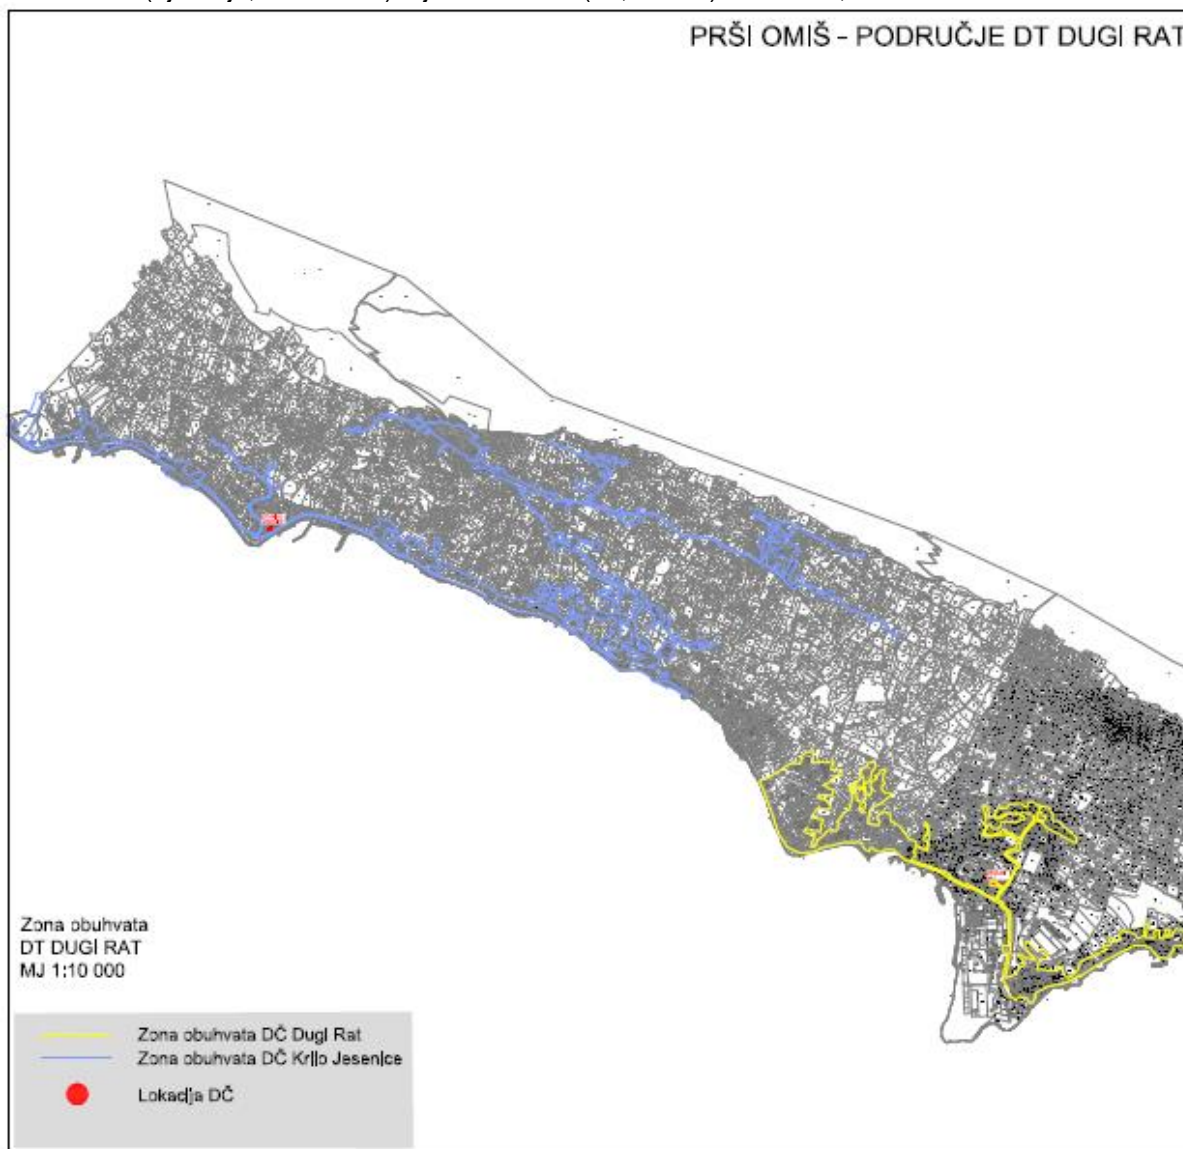 PRŠI OMIŠ - PODRUČJE DT DUGI RAT
Zona obuhvata
DT DUGI RAT
MJ 1:10 000
Zona obuhvata DČ Dugi Rat
Zona obuhvata DČ Krilo Jesenice
Lokacija DČ